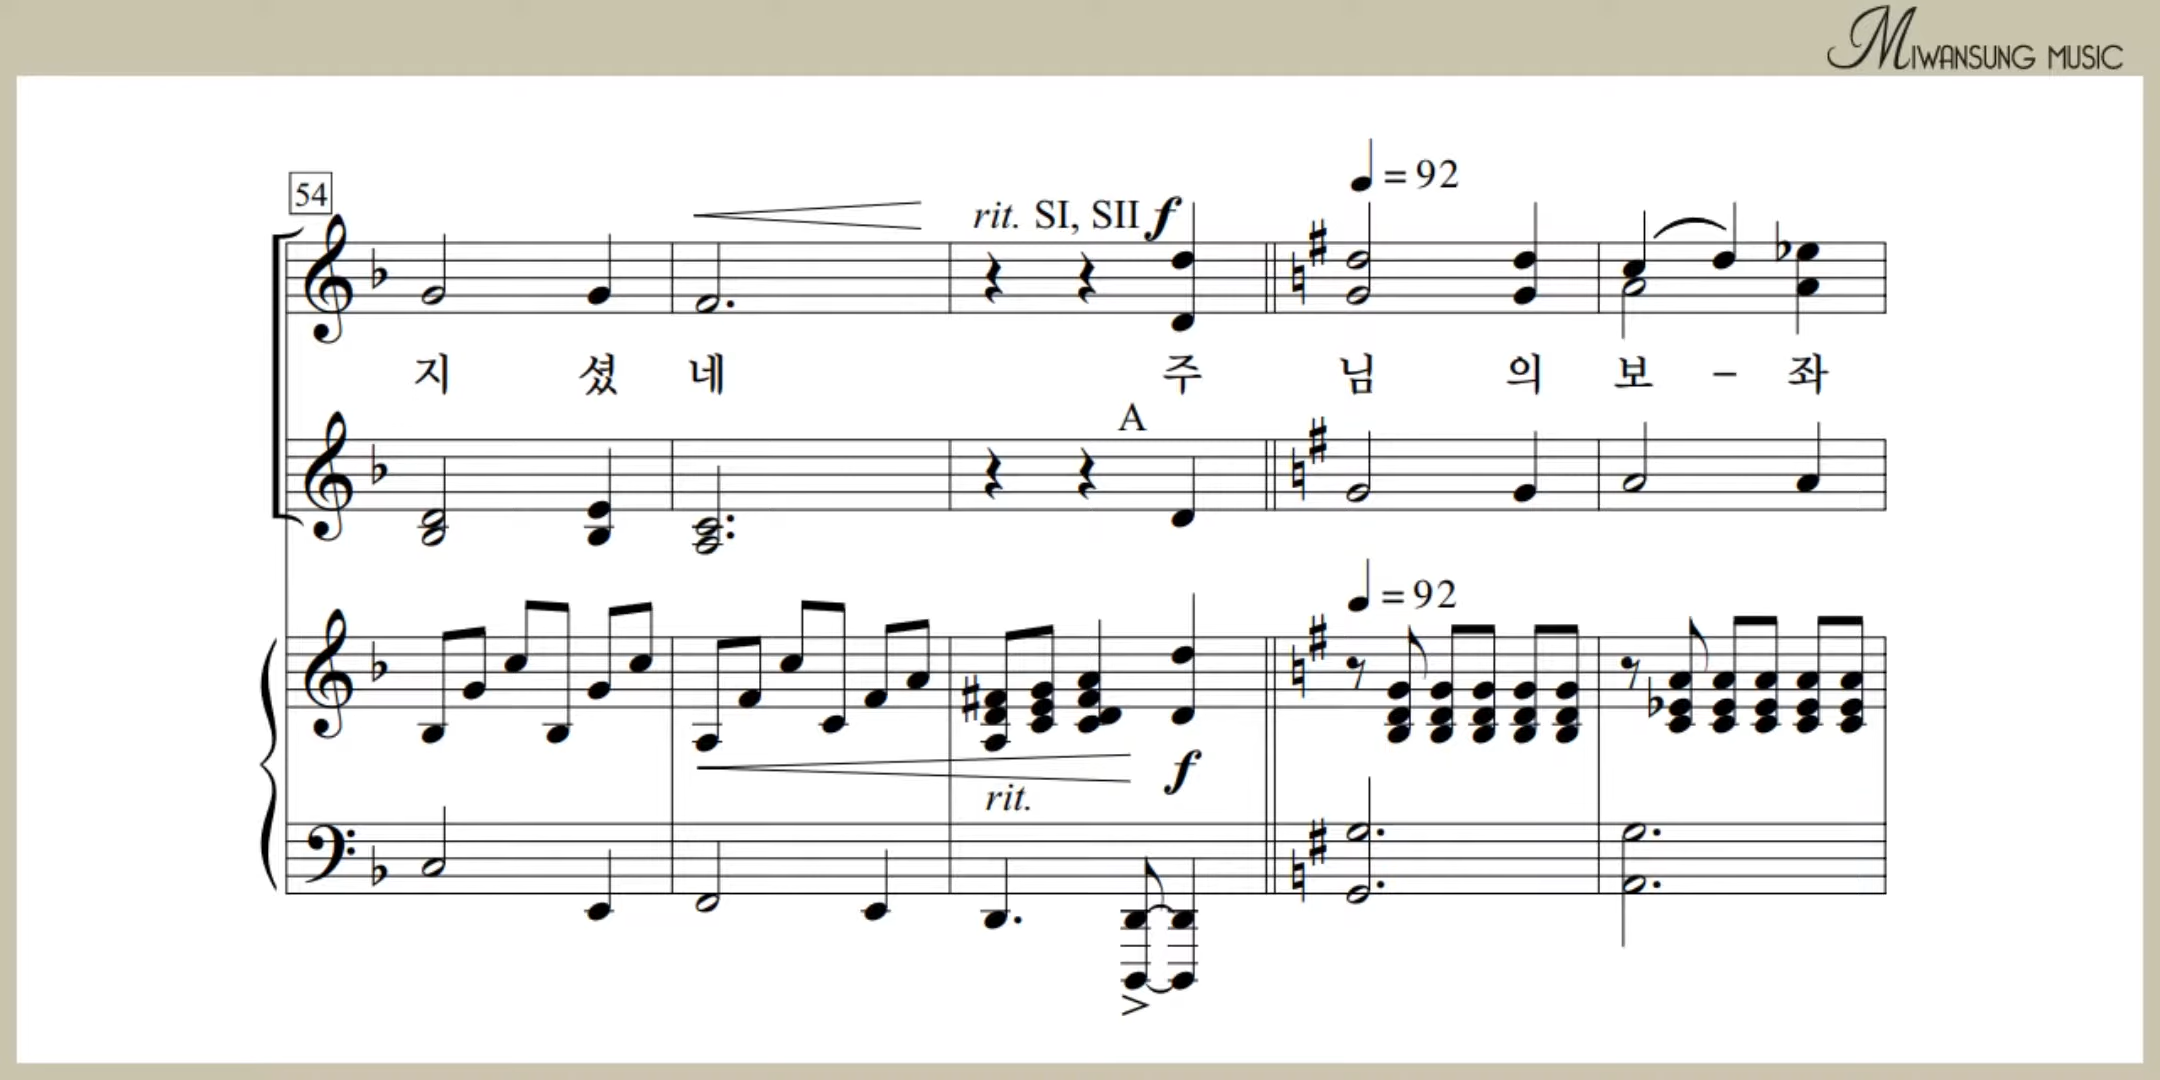 MIWANSUNG MUSIC
= 92
54
rit. SI, SII f
지 셨 네 주 님 의 보 - 좌
A
= 92
f
rit.